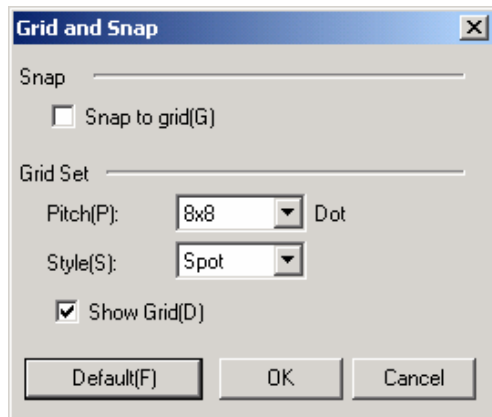 Grid and Snap
Snap
Snap to grid(G)
Grid Set
Pitch(P): 8x8 Dot
Style(S): Spot
Show Grid(D)
Default(F) OK Cancel